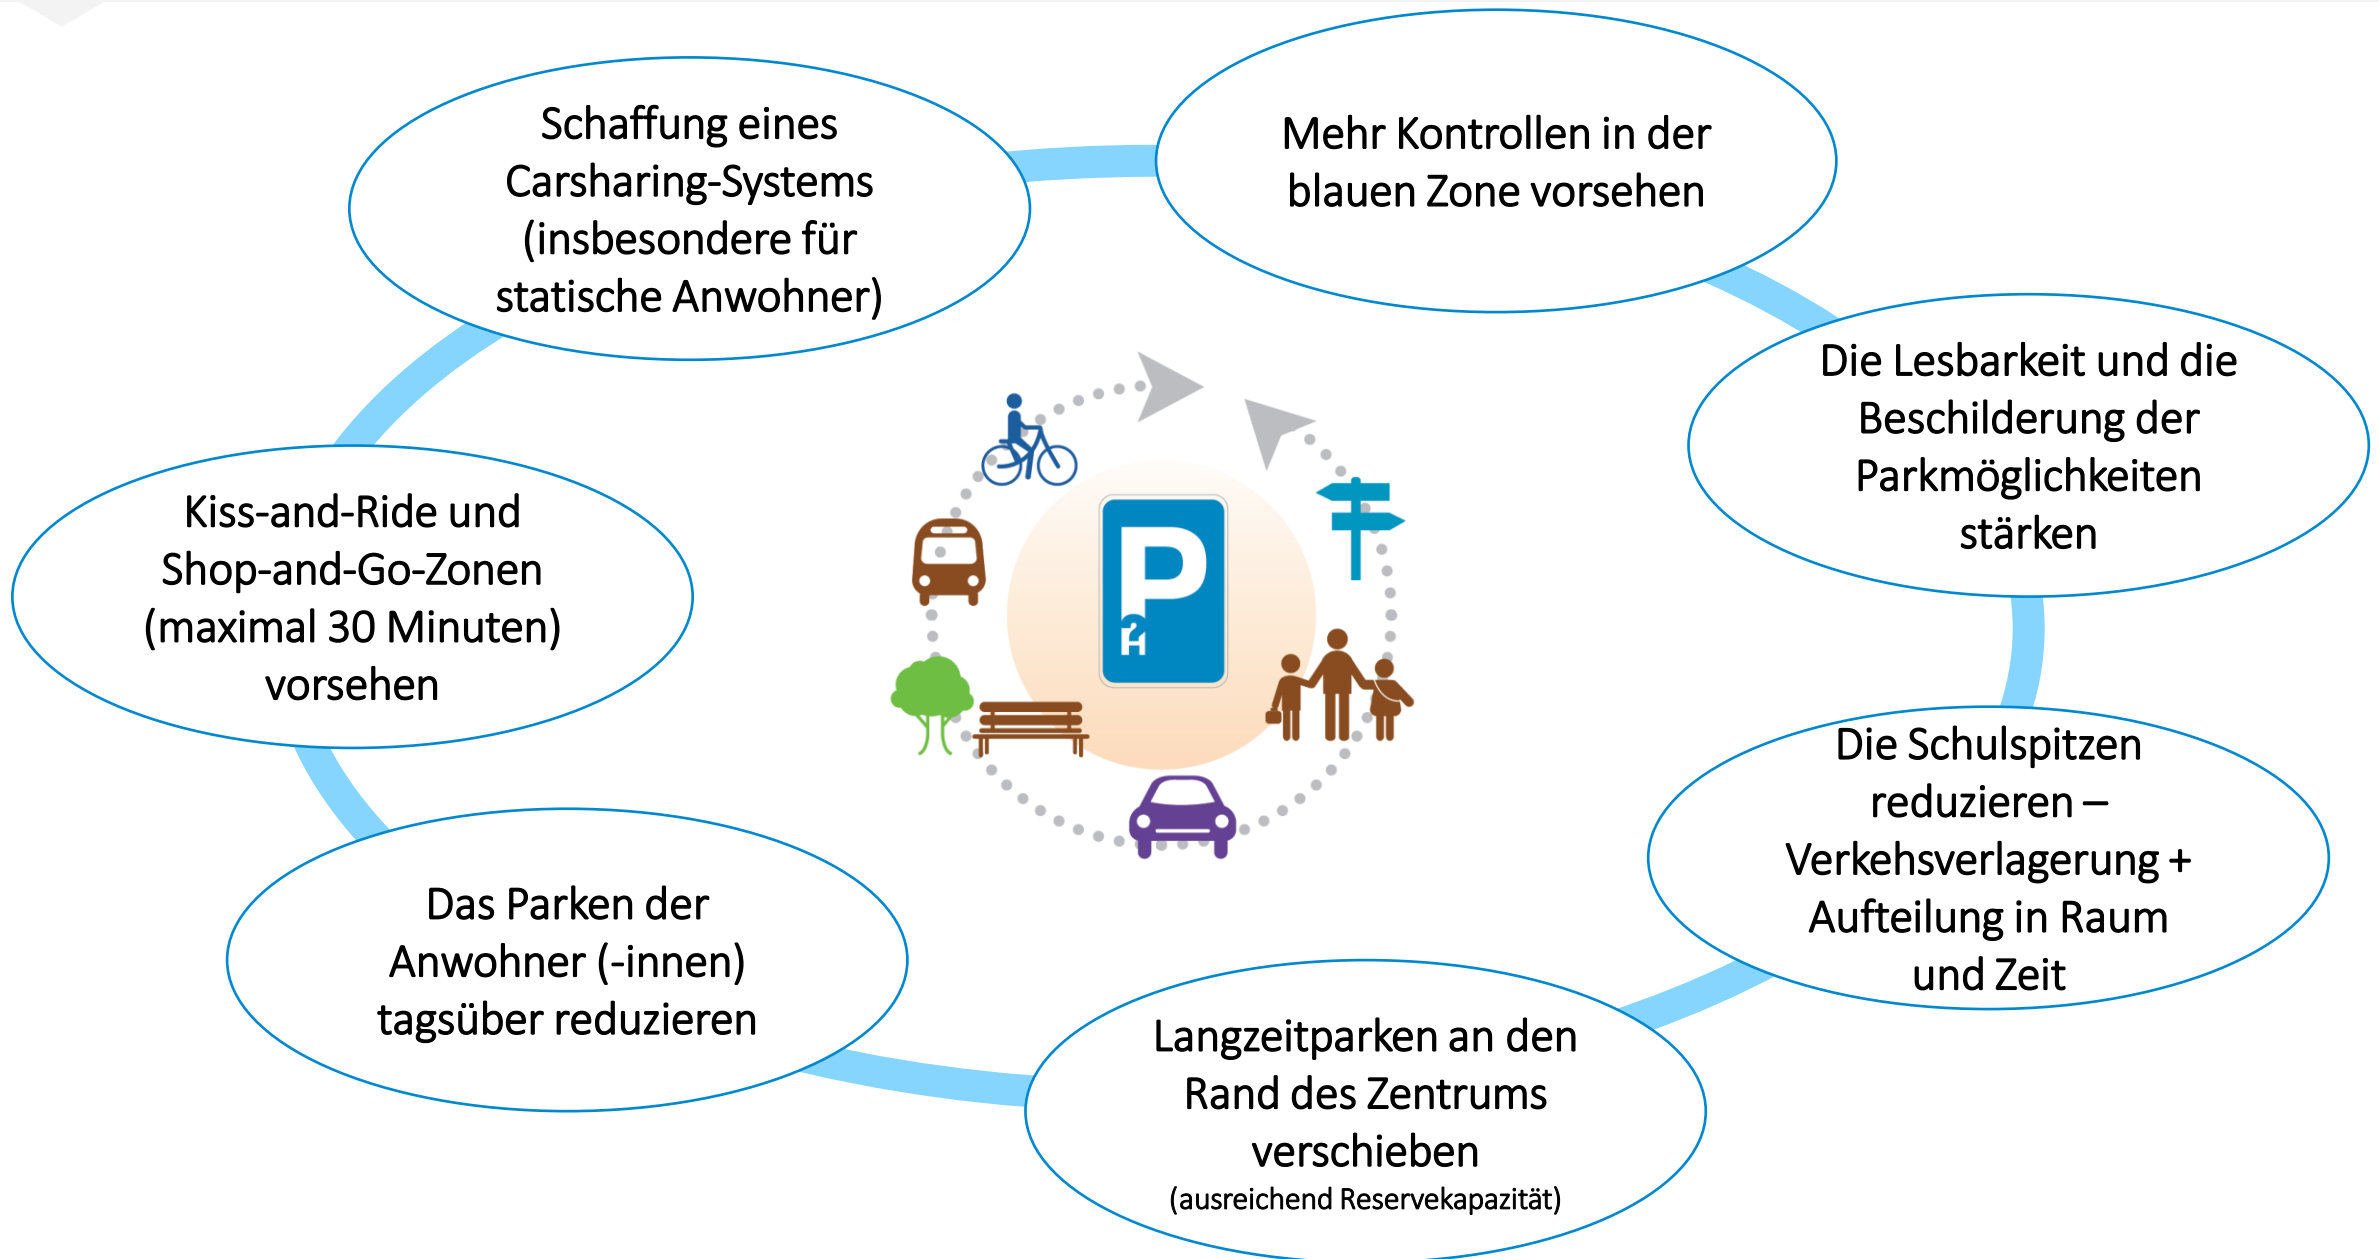 Schaffung eines
Carsharing-Systems
(insbesondere für
statische Anwohner)
Mehr Kontrollen in der
blauen Zone vorsehen
Die Lesbarkeit und die
Beschilderung der
Parkmöglichkeiten
stärken
Die Schulspitzen
reduzieren –
Verkehsverlagerung +
Aufteilung in Raum
und Zeit
Langzeitparken an den
Rand des Zentrums
verschieben
(ausreichend Reservekapazität)
Das Parken der
Anwohner (-innen)
tagsüber reduzieren
Kiss-and-Ride und
Shop-and-Go-Zonen
(maximal 30 Minuten)
vorsehen
P